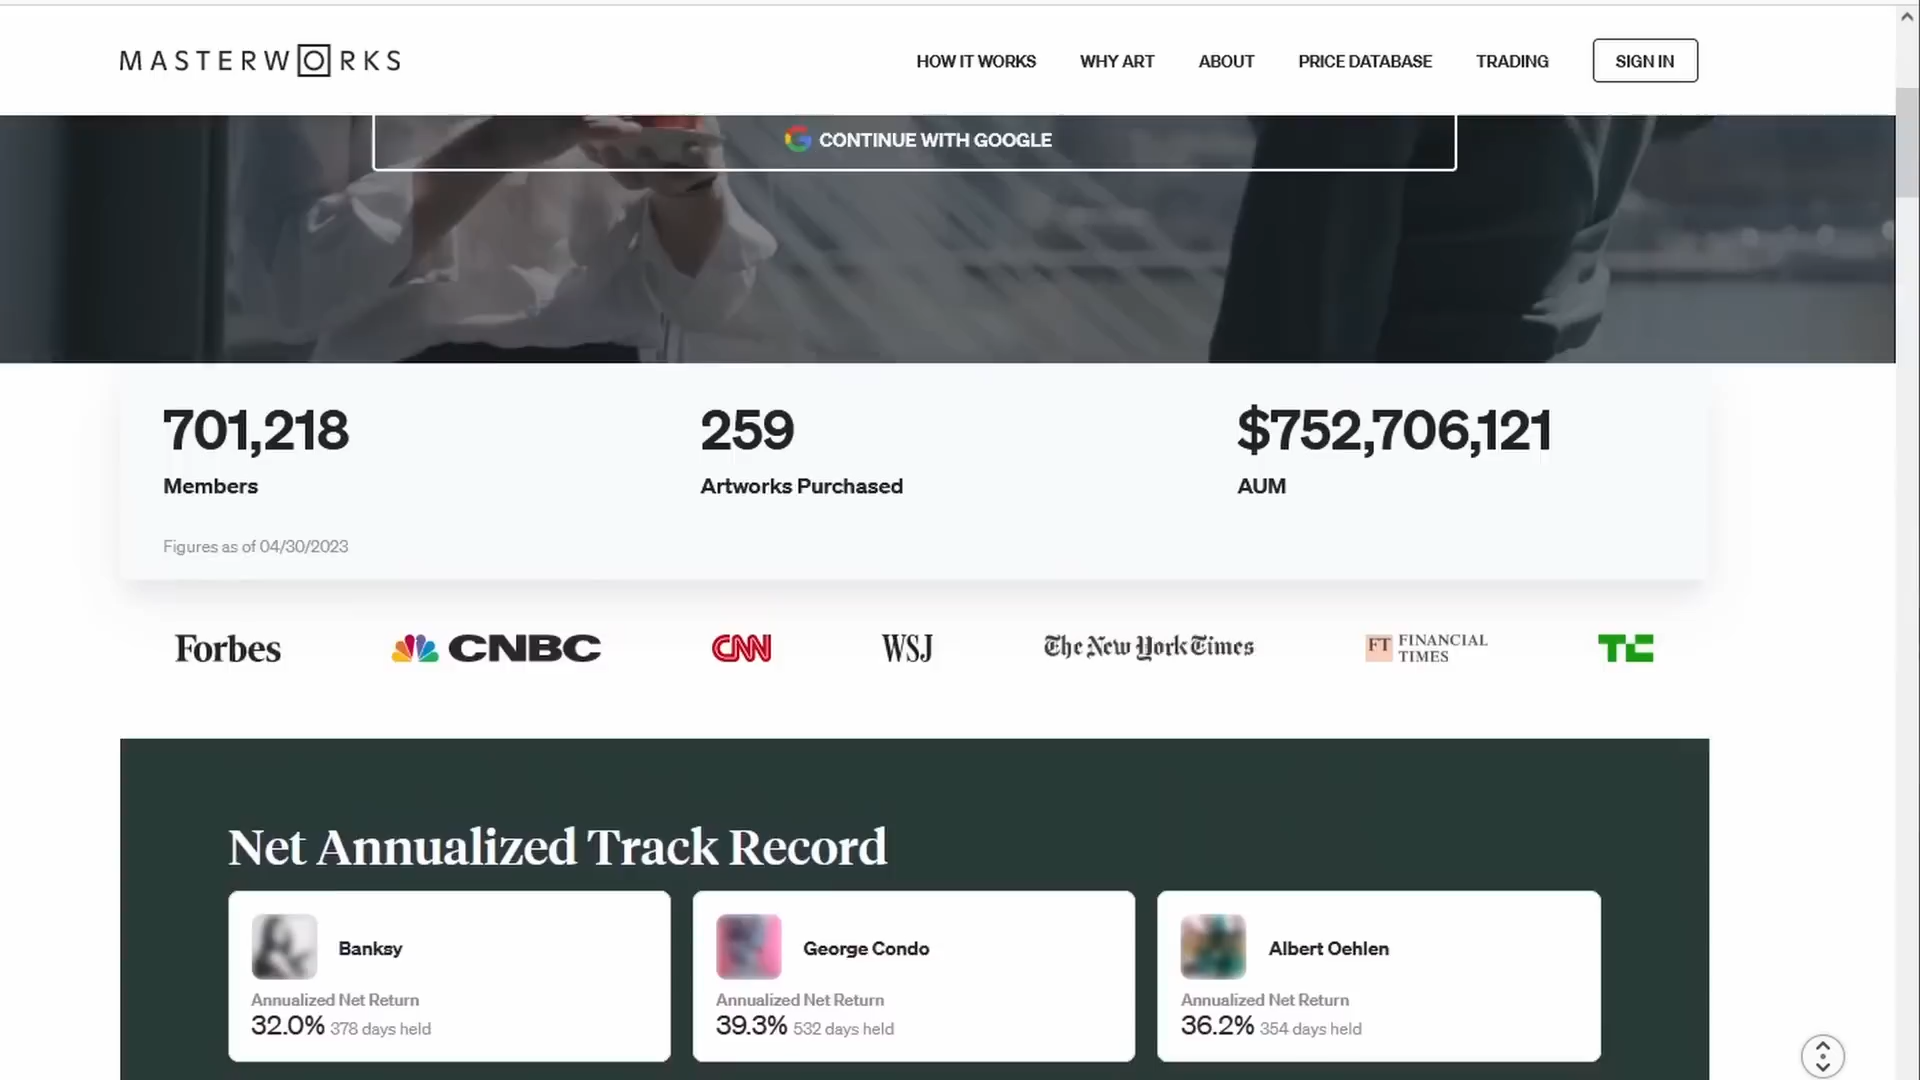 MASTERWORKS
HOW IT WORKS WHY ART ABOUT PRICE DATABASE TRADING SIGN IN
CONTINUE WITH GOOGLE
701,218 259 $752,706,121
Members Artworks Purchased AUM
Figures as of 04/30/2023
Forbes CNBC CNN WSJ The New York Times FT FINANCIAL TIMES TC
Net Annualized Track Record
Banksy George Condo Albert Oehlen
Annualized Net Return Annualized Net Return Annualized Net Return
32.0% 378 days held 39.3% 532 days held 36.2% 354 days held